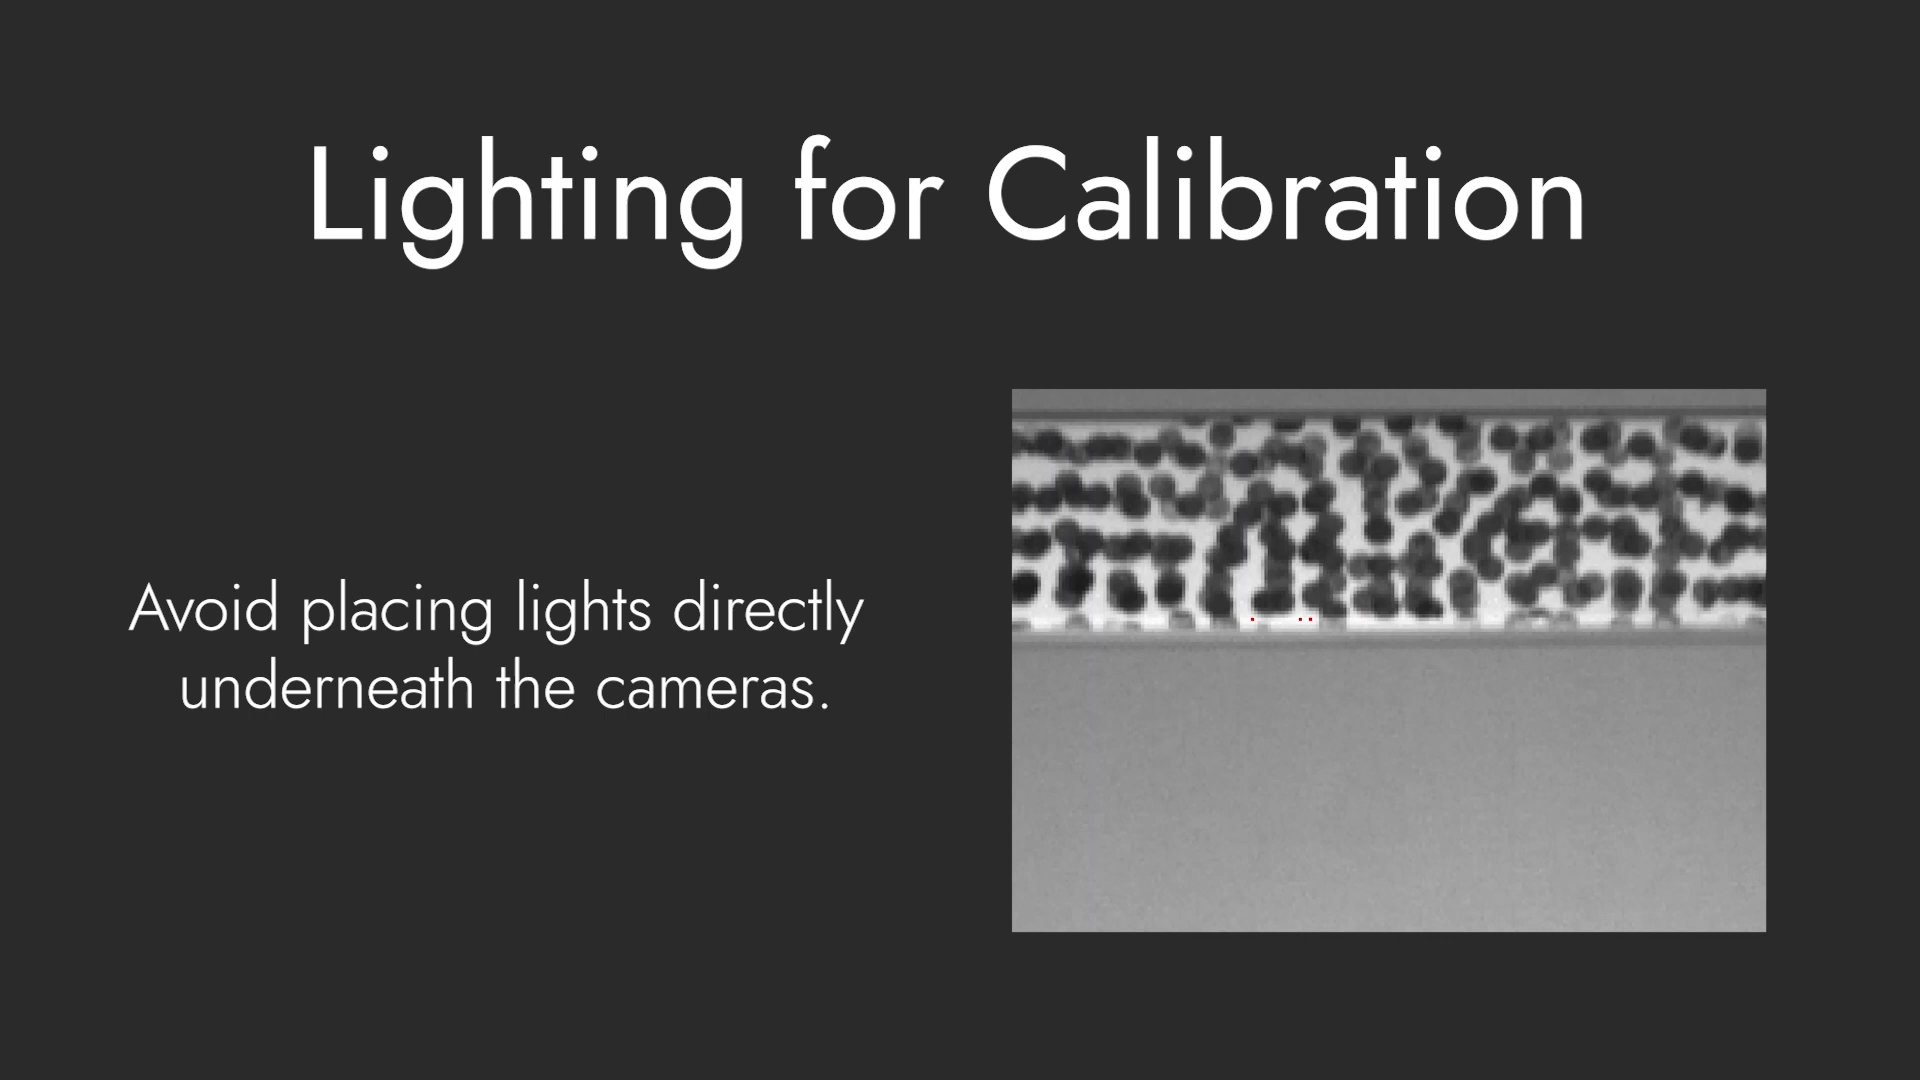 Lighting for Calibration
Avoid placing lights directly
underneath the cameras.